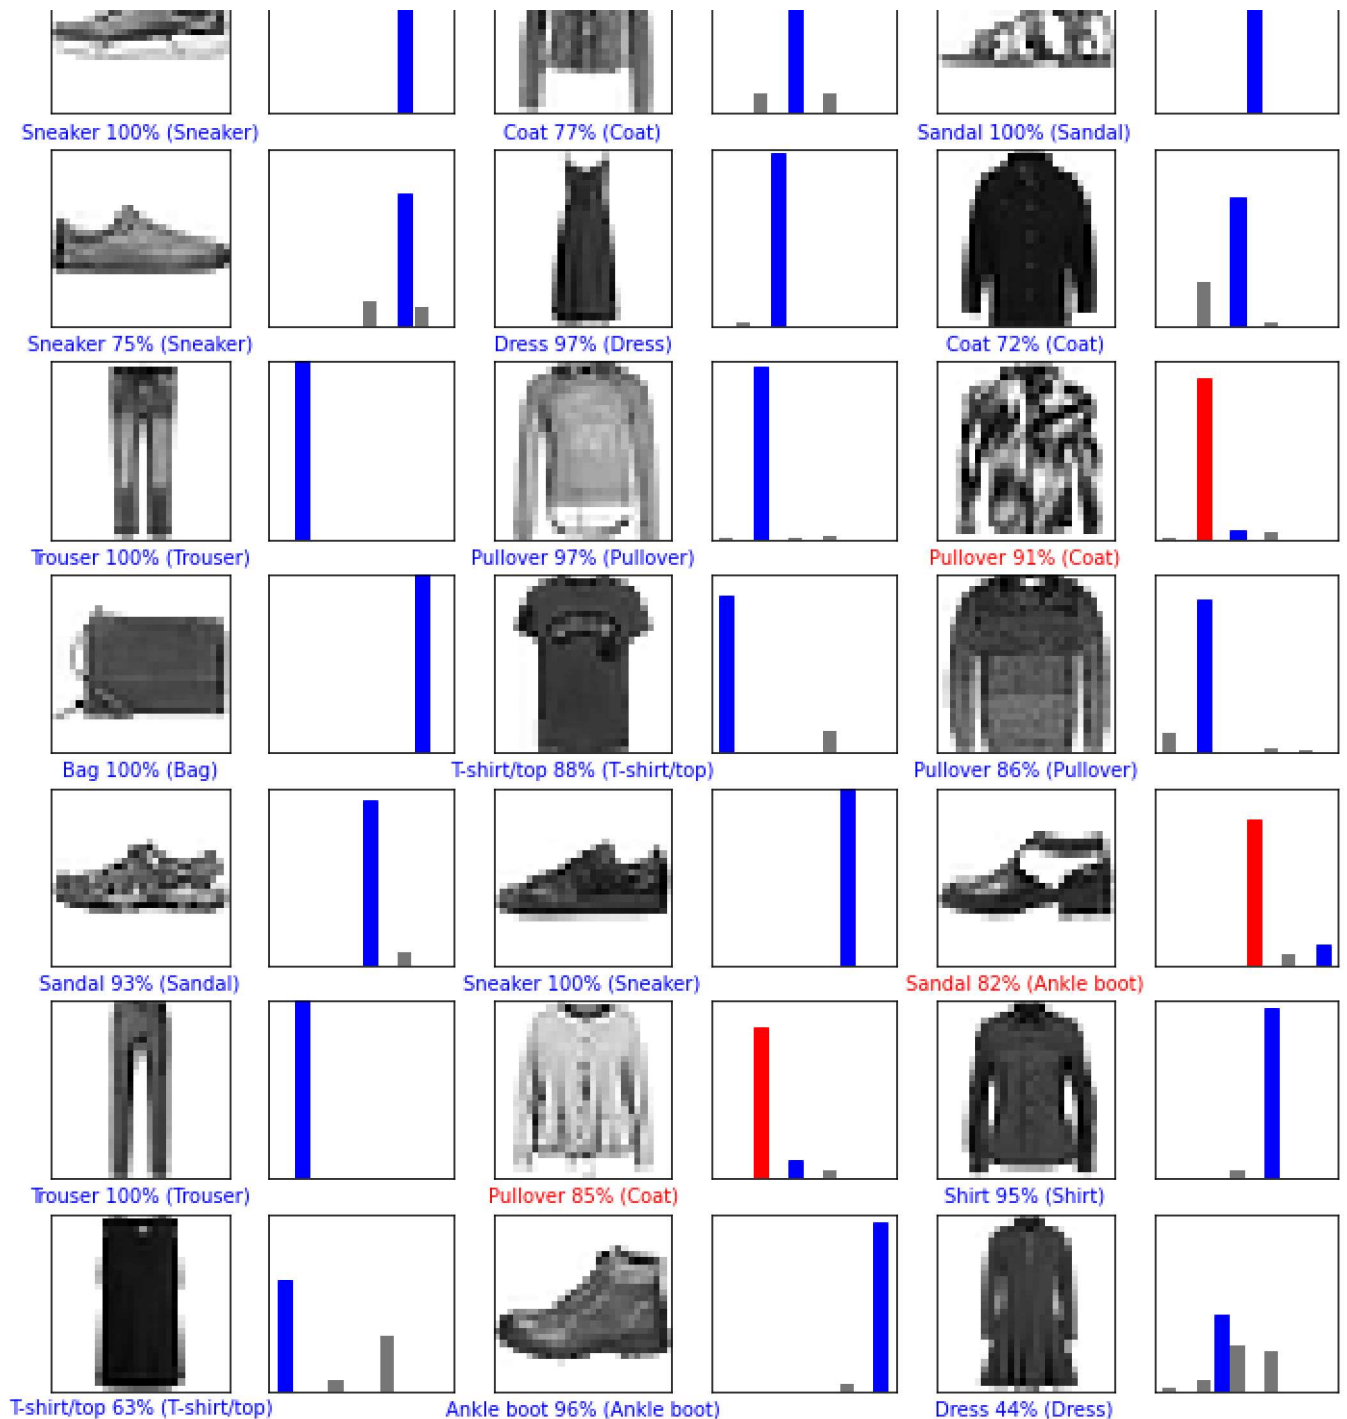 Sneaker 100% (Sneaker)
Coat 77% (Coat)
Sandal 100% (Sandal)
Sneaker 75% (Sneaker)
Dress 97% (Dress)
Coat 72% (Coat)
Trouser 100% (Trouser)
Pullover 97% (Pullover)
Pullover 91% (Coat)
Bag 100% (Bag)
T-shirt/top 88% (T-shirt/top)
Pullover 86% (Pullover)
Sandal 93% (Sandal)
Sneaker 100% (Sneaker)
Sandal 82% (Ankle boot)
Trouser 100% (Trouser)
Pullover 85% (Coat)
Shirt 95% (Shirt)
T-shirt/top 63% (T-shirt/top)
Ankle boot 96% (Ankle boot)
Dress 44% (Dress)